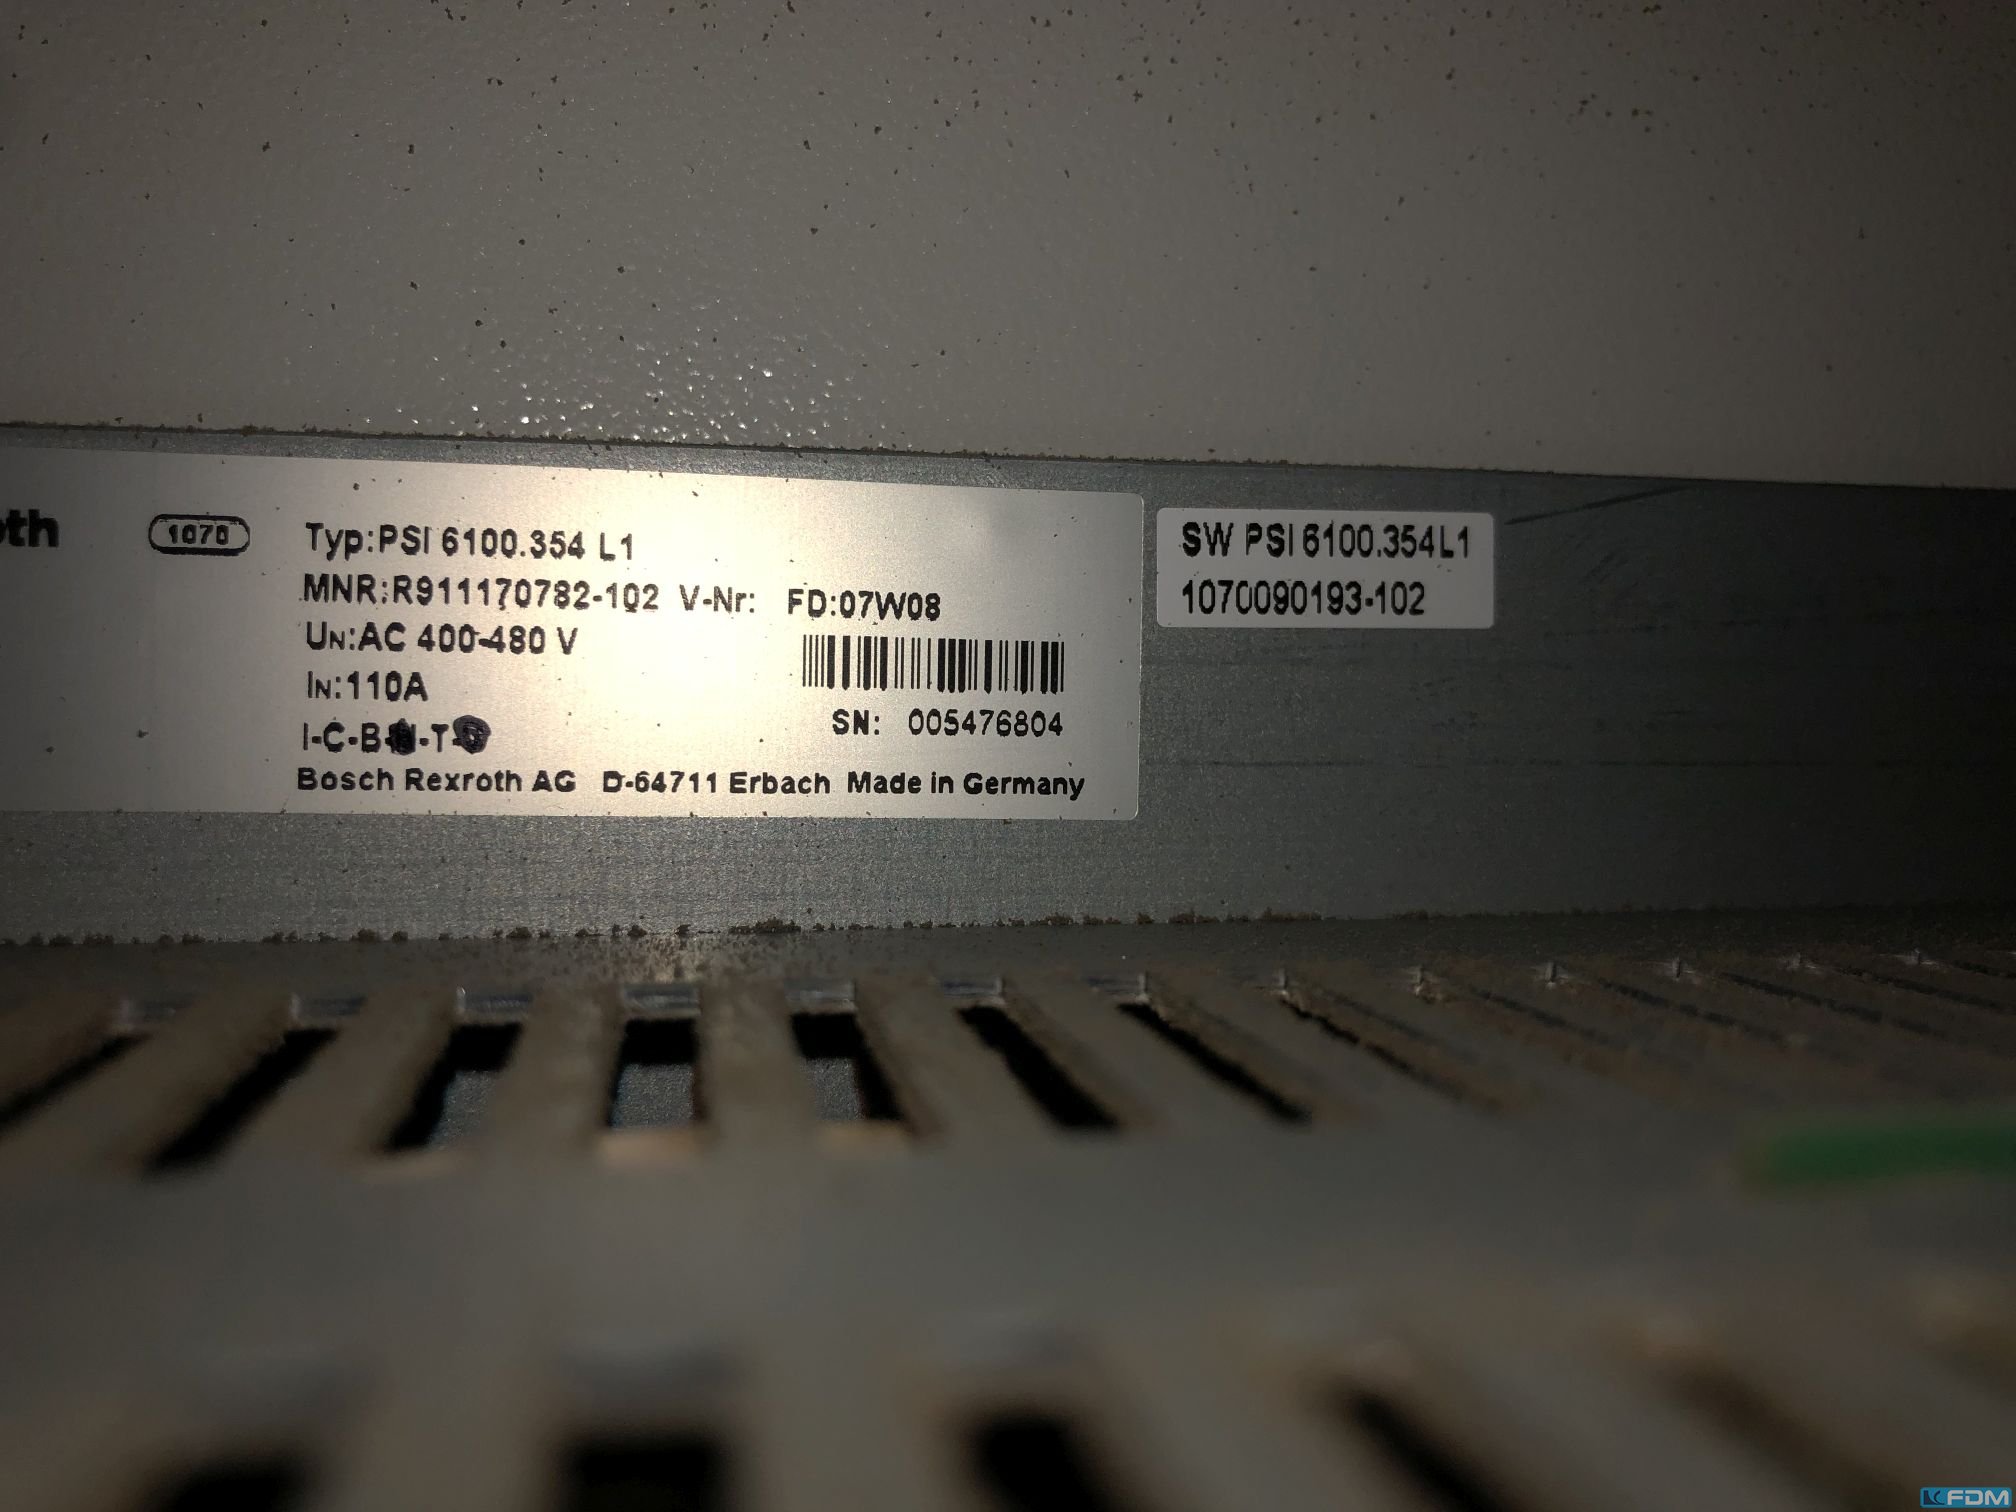 oth
1070
Typ:PSI 6100.354 L1
MNR:R911170782-102 V-Nr: FD:07W08
UN:AC 400-480 V
IN:110A
SN: 005476804
I-C-B-N-T-
Bosch Rexroth AG D-64711 Erbach Made in Germany
SW PSI 6100.354L1
1070090193-102
FDM